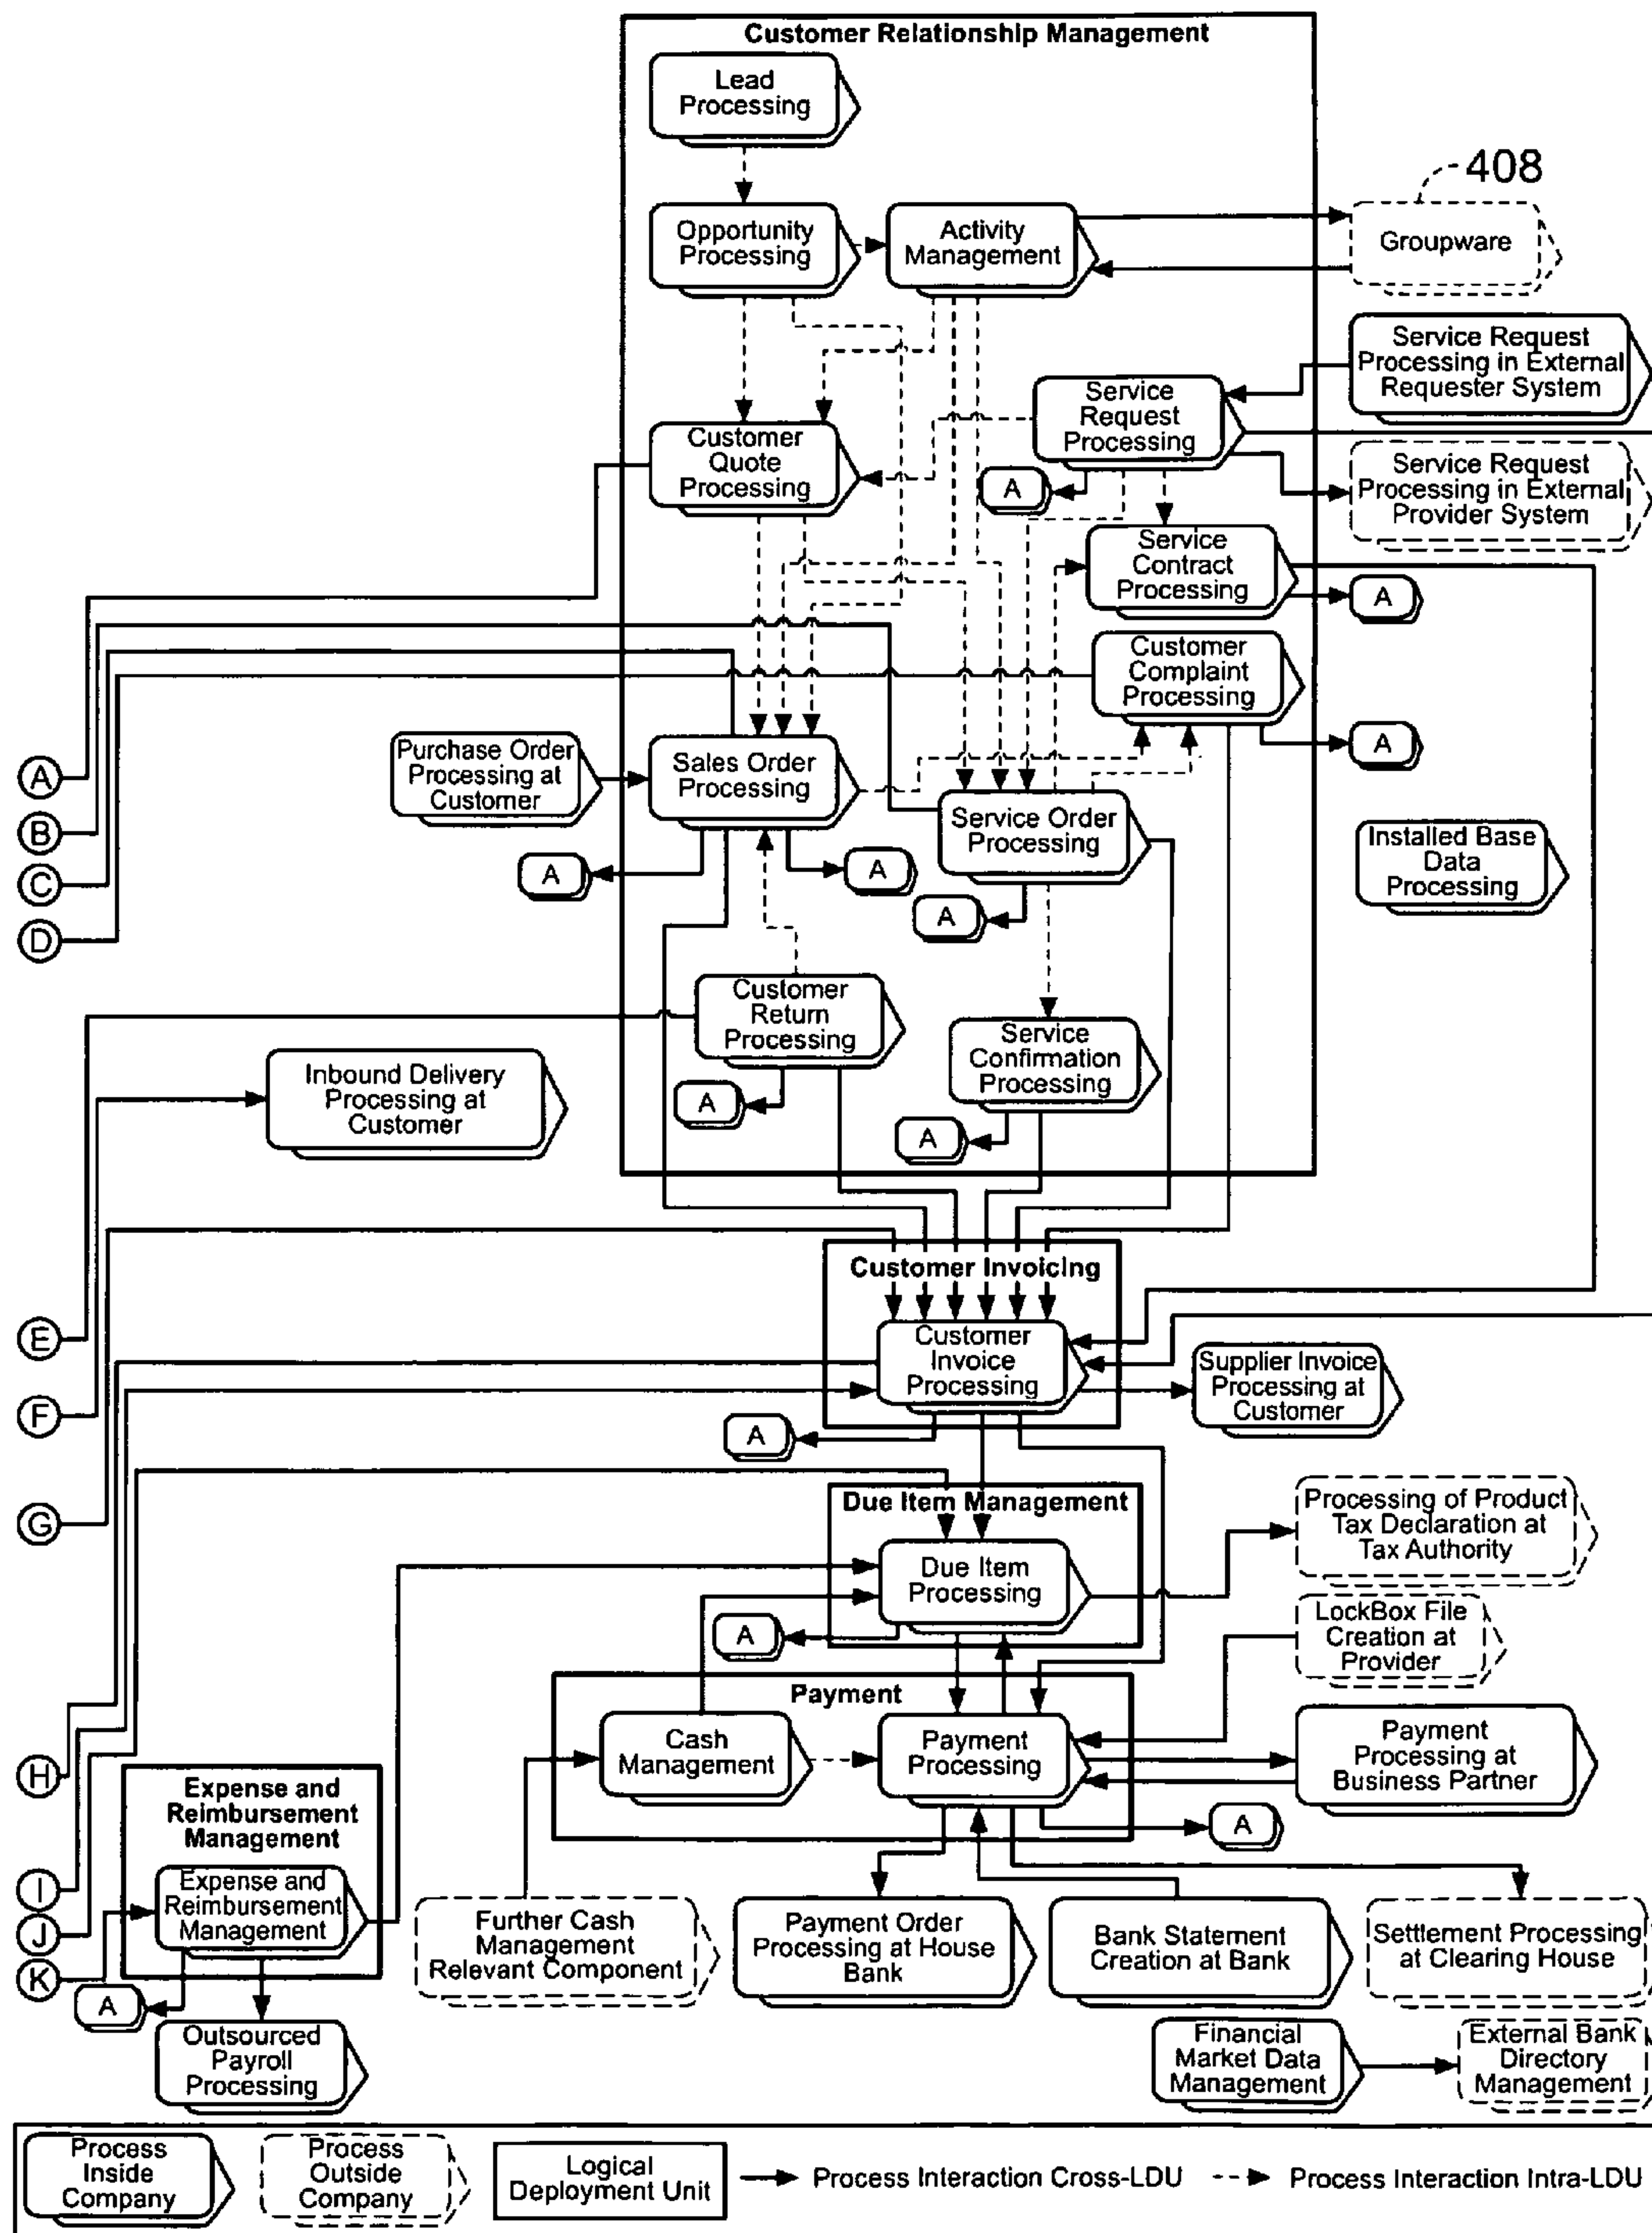 Customer Relationship Management
Lead
Processing
408
Opportunity
Processing
Activity
Management
Groupware
Service Request
Processing in External
Requester System
Service
Request
Processing
Customer
Quote
Processing
Service Request
Processing in External
Provider System
A
Service
Contract
Processing
A
Customer
Complaint
Processing
A
Purchase Order
Processing at
Customer
Sales Order
Processing
Service Order
Processing
Installed Base
Data
Processing
A
B
C
D
A
A
A
Customer
Return
Processing
Service
Confirmation
Processing
Inbound Delivery
Processing at
Customer
A
A
Customer Invoicing
E
Customer
Invoice
Processing
Supplier Invoice
Processing at
Customer
F
A
G
Due Item Management
Processing of Product
Tax Declaration at
Tax Authority
Due Item
Processing
LockBox File
Creation at
Provider
A
Payment
Cash
Management
Payment
Processing
Payment
Processing at
Business Partner
H
Expense and
Reimbursement
Management
A
I
J
K
Expense and
Reimbursement
Management
Further Cash
Management
Relevant Component
Payment Order
Processing at House
Bank
Bank Statement
Creation at Bank
Settlement Processing
at Clearing House
A
Outsourced
Payroll
Processing
Financial
Market Data
Management
External Bank
Directory
Management
Process
Inside
Company
Process
Outside
Company
Logical
Deployment Unit
Process Interaction Cross-LDU
Process Interaction Intra-LDU